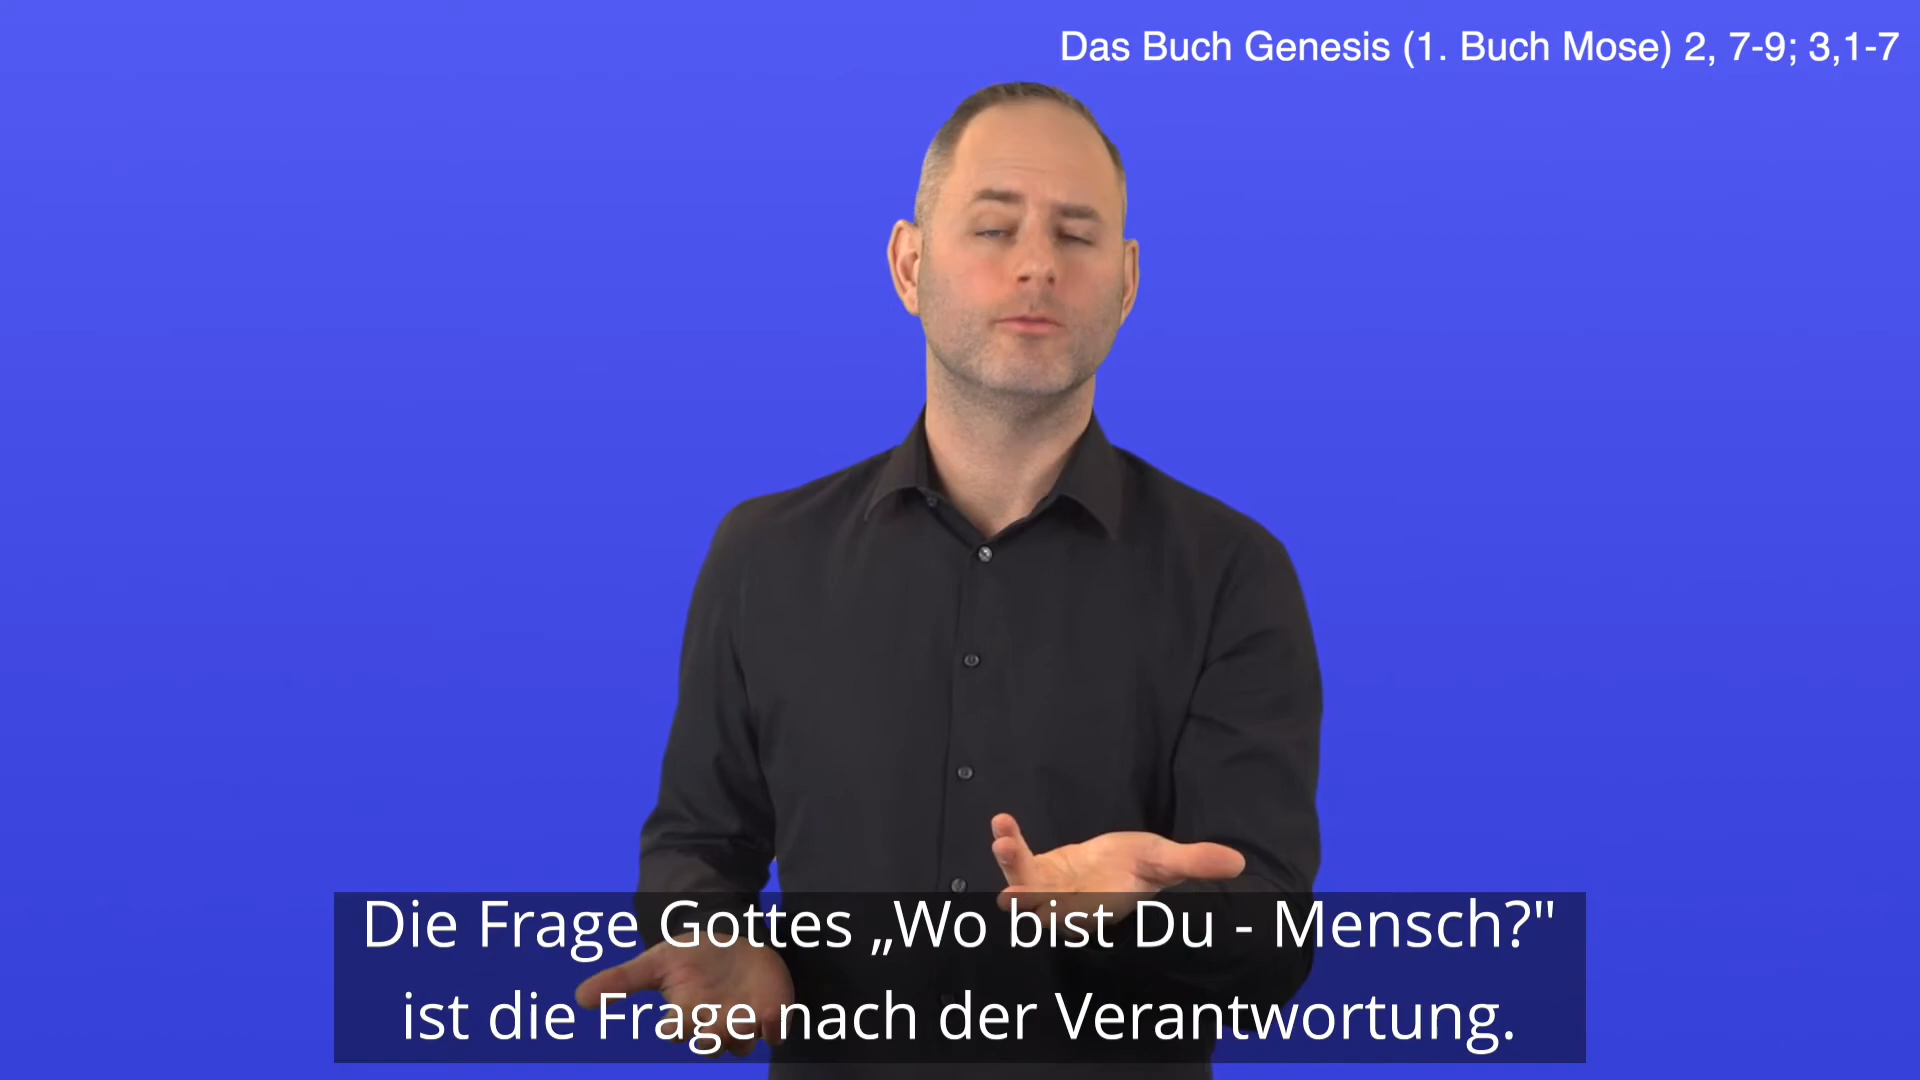 Das Buch Genesis (1. Buch Mose) 2, 7-9; 3,1-7
Die Frage Gottes „Wo bist Du - Mensch?"
ist die Frage nach der Verantwortung.